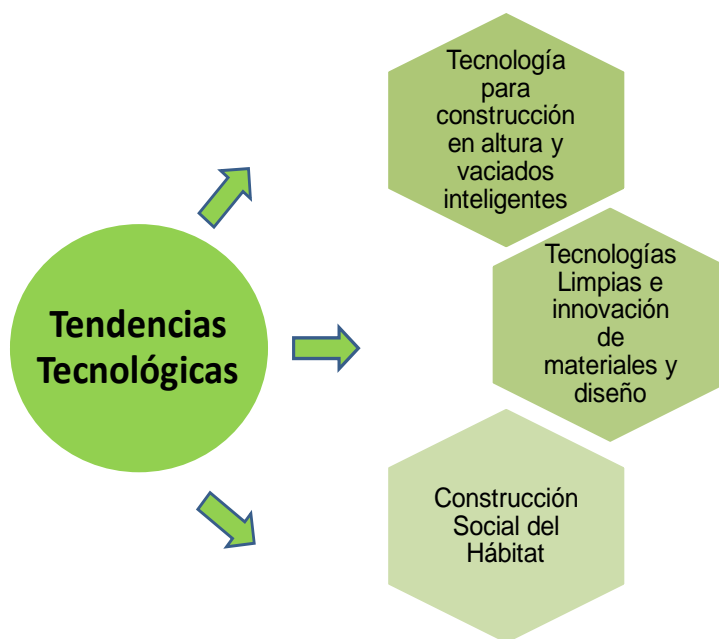 Tendencias
Tecnológicas
Tecnología
para
construcción
en altura y
vaciados
inteligentes
Tecnologías
Limpias e
innovación
de
materiales y
diseño
Construcción
Social del
Hábitat